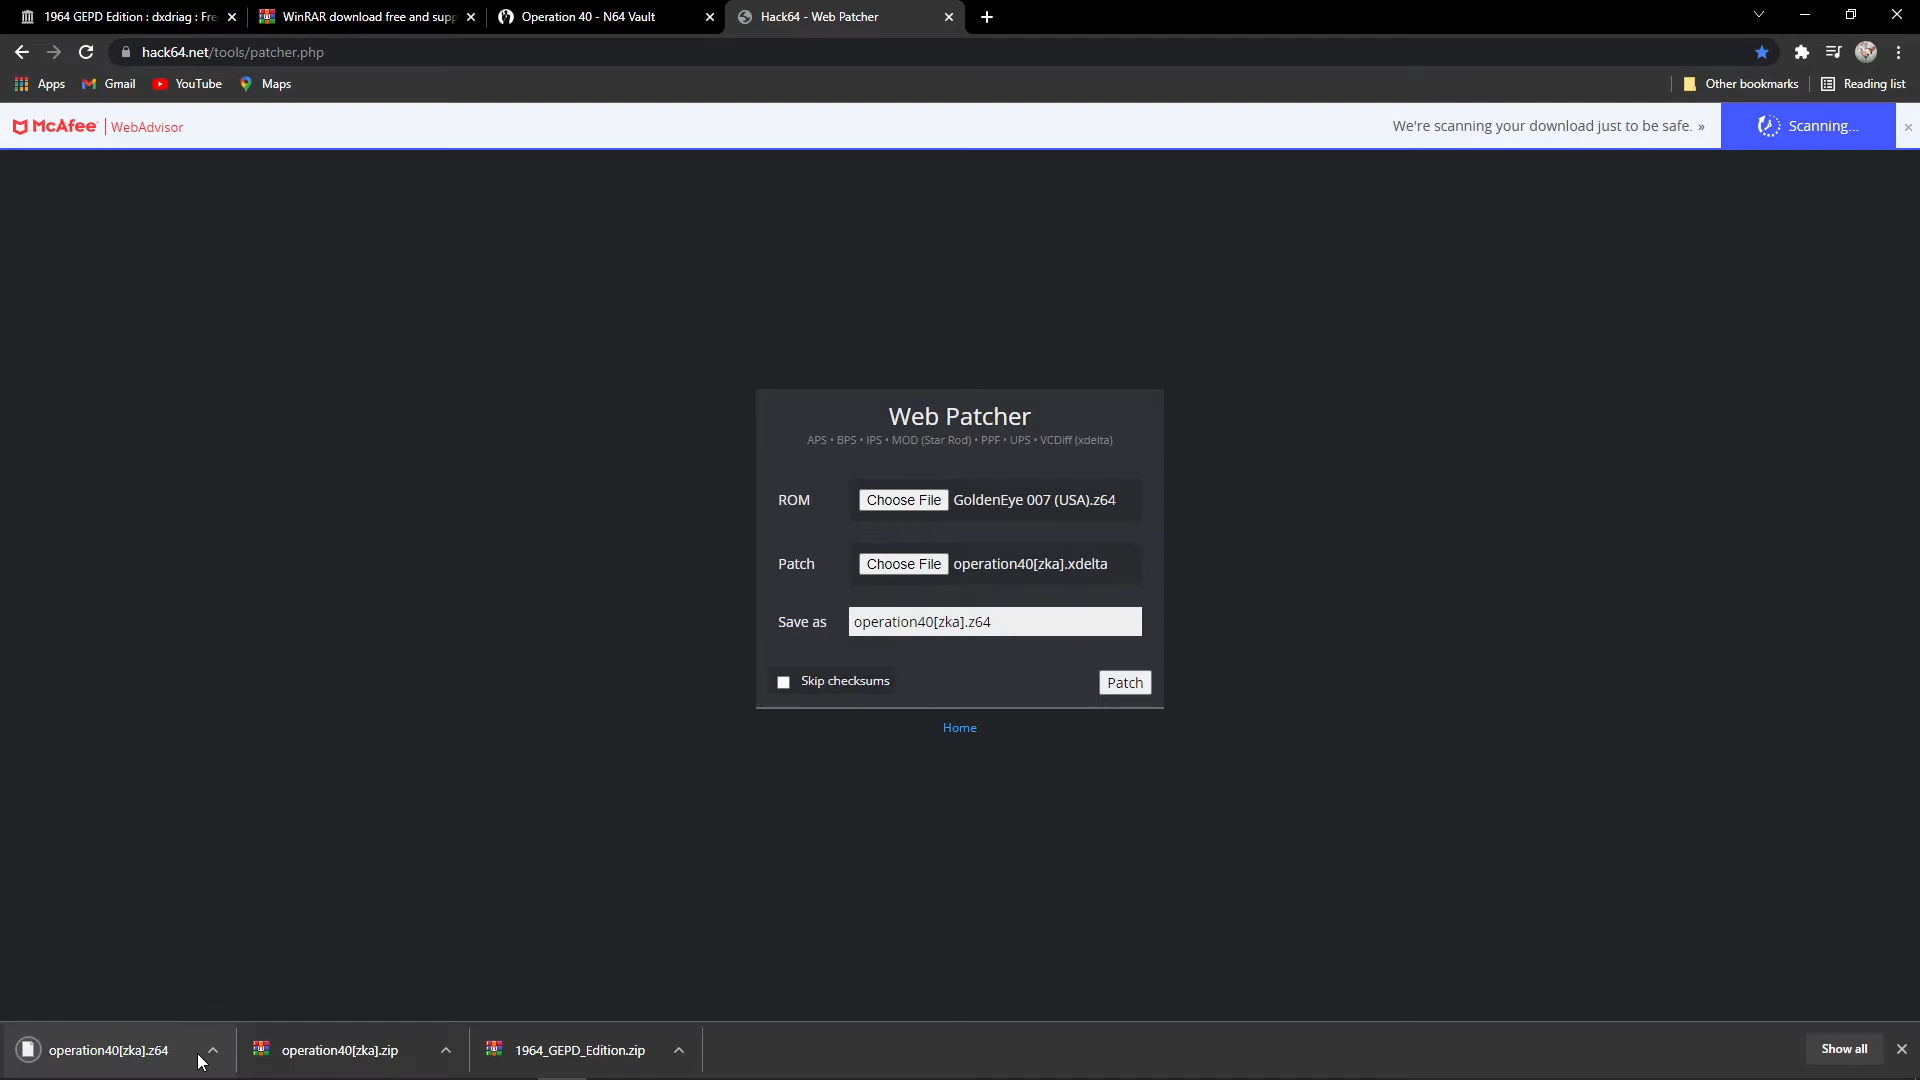 1964 GEPD Edition : dxdriag : Fre
WinRAR download free and supp
Operation 40 - N64 Vault
Hack64 - Web Patcher
hack64.net/tools/patcher.php
Apps
Gmail
YouTube
Maps
Other bookmarks
Reading list
McAfee | WebAdvisor
We're scanning your download just to be safe. »
Scanning...
Web Patcher
APS • BPS • IPS • MOD (Star Rod) • PPF • UPS • VCDiff (xdelta)
ROM
Choose File GoldenEye 007 (USA).z64
Patch
Choose File operation40[zka].xdelta
Save as
operation40[zka].z64
Skip checksums
Patch
Home
operation40[zka].z64
operation40[zka].zip
1964_GEPD_Edition.zip
Show all